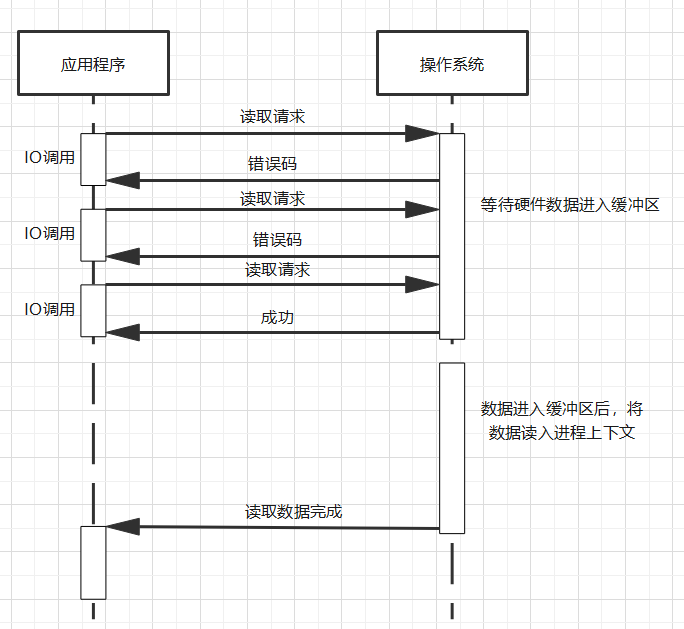 应用程序
操作系统
读取请求
IO调用
错误码
读取请求
等待硬件数据进入缓冲区
IO调用
错误码
读取请求
IO调用
成功
数据进入缓冲区后，将
数据读入进程上下文
读取数据完成